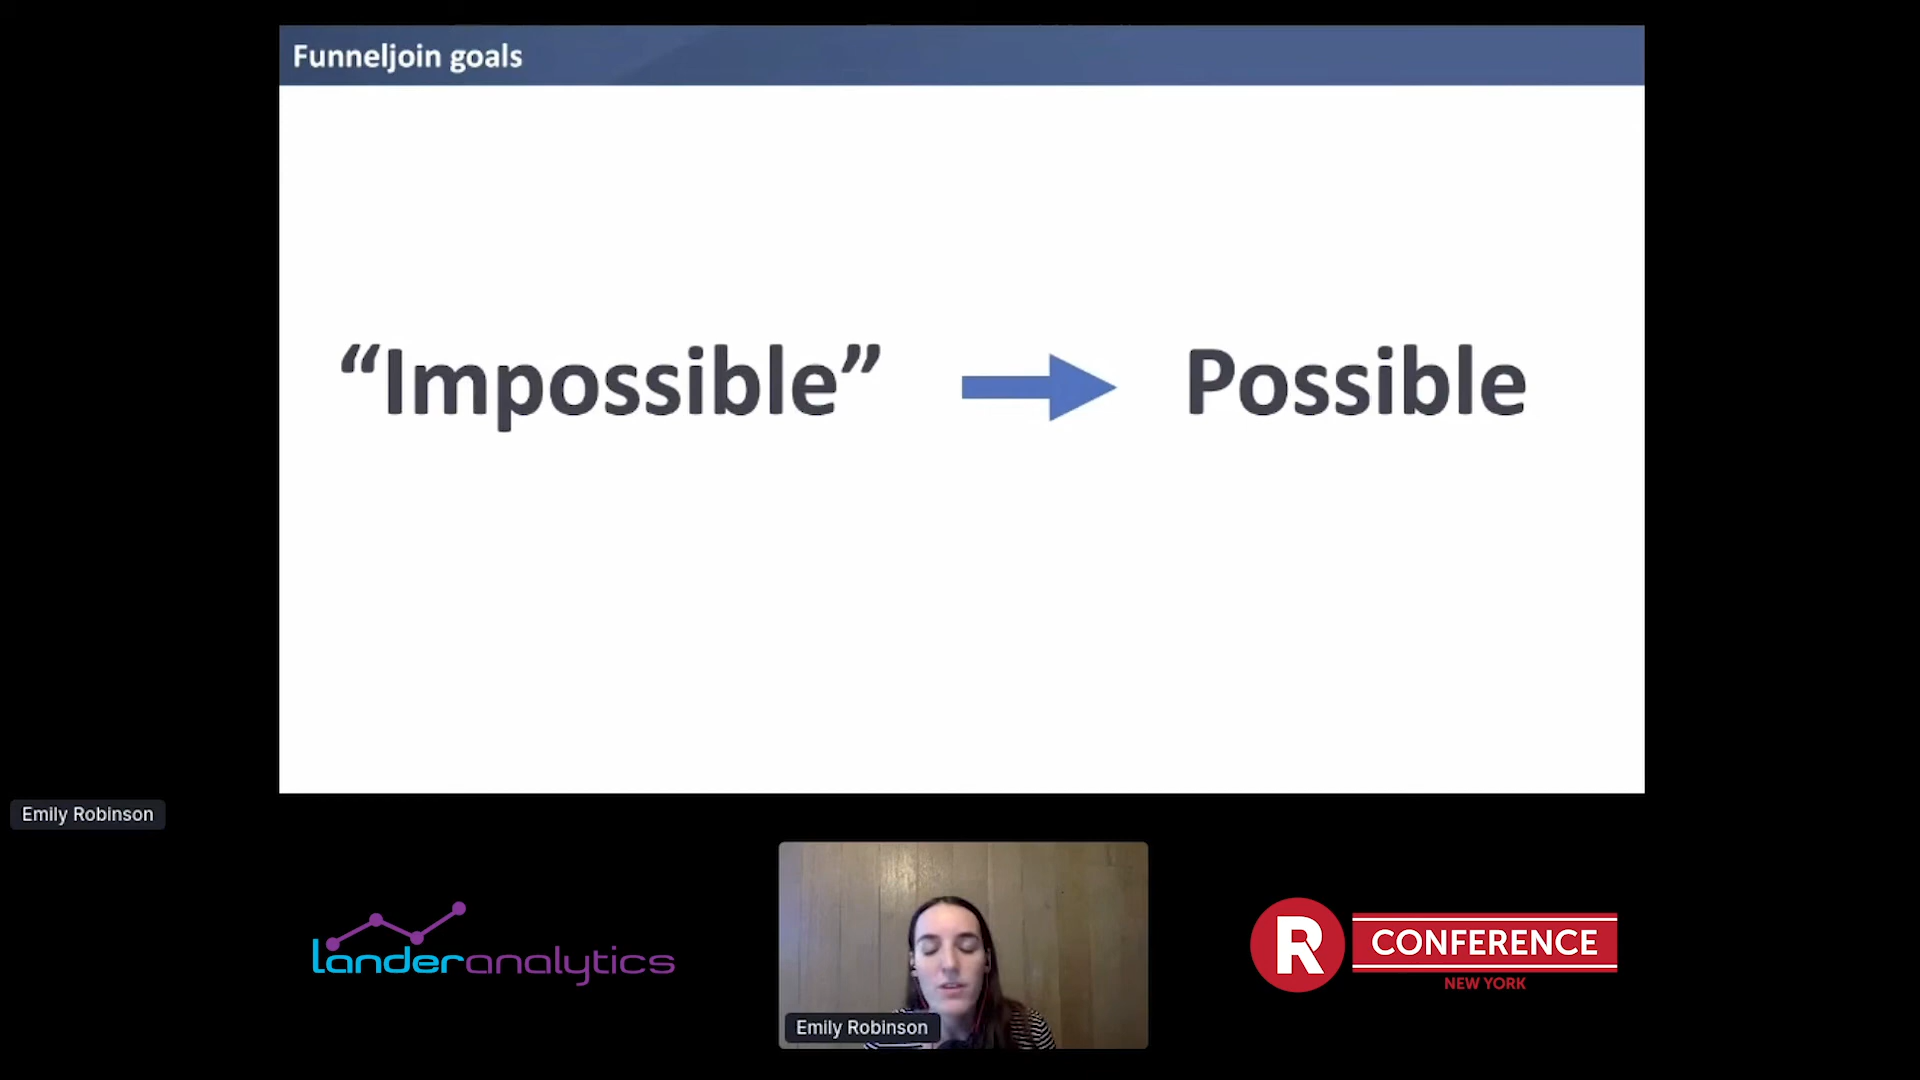 Funneljoin goals
“Impossible” Possible
Emily Robinson
landeranalytics
Emily Robinson
R CONFERENCE
NEW YORK